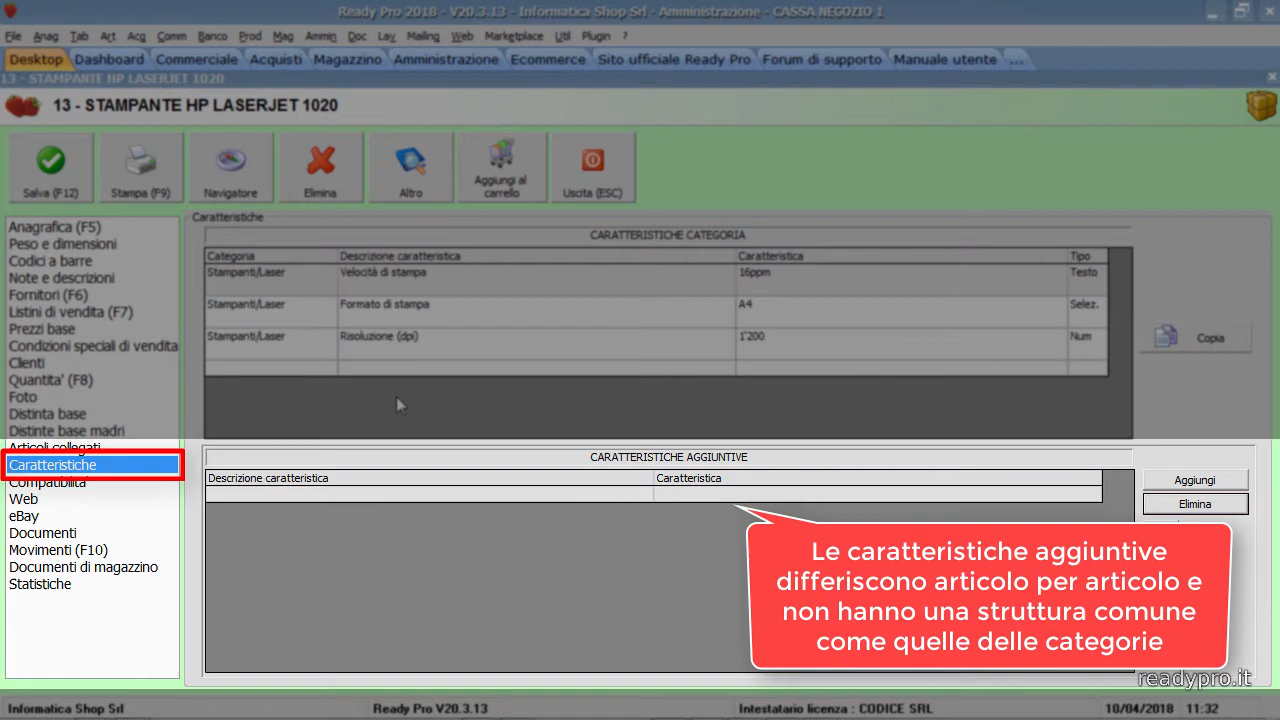 Ready Pro 2018 - V20.3.13 - Informatica Shop Srl - Amministrazione - CASSA NEGOZIO 1
File Anag Tab Art Acq Comm Banco Prod Mag Ammin Doc Lay Mailing Web Marketplace Util Plugin ?
Desktop Dashboard Commerciale Acquisti Magazzino Amministrazione Ecommerce Sito ufficiale Ready Pro Forum di supporto Manuale utente ...
13 - STAMPANTE HP LASERJET 1020
13 - STAMPANTE HP LASERJET 1020
Salva (F12) Stampa (F9) Navigatore Elimina Altro Aggiungi al carrello Uscita (ESC)
Anagrafica (F5)
Peso e dimensioni
Codici a barre
Note e descrizioni
Fornitori (F6)
Listini di vendita (F7)
Prezzi base
Condizioni speciali di vendita
Clienti
Quantita' (F8)
Foto
Distinta base
Distinte base madri
Articoli collegati
Caratteristiche
Compatibilita'
Web
eBay
Documenti
Movimenti (F10)
Documenti di magazzino
Statistiche
Caratteristiche
CARATTERISTICHE CATEGORIA
Categoria Descrizione caratteristica Caratteristica Tipo
Stampanti/Laser Velocità di stampa 16ppm Testo
Stampanti/Laser Formato di stampa A4 Selez.
Stampanti/Laser Risoluzione (dpi) 1'200 Num
Copia
CARATTERISTICHE AGGIUNTIVE
Descrizione caratteristica Caratteristica
Aggiungi
Elimina
Le caratteristiche aggiuntive
differiscono articolo per articolo e
non hanno una struttura comune
come quelle delle categorie
readypro.it
Informatica Shop Srl Ready Pro V20.3.13 Intestatario licenza : CODICE SRL 10/04/2018 11:32